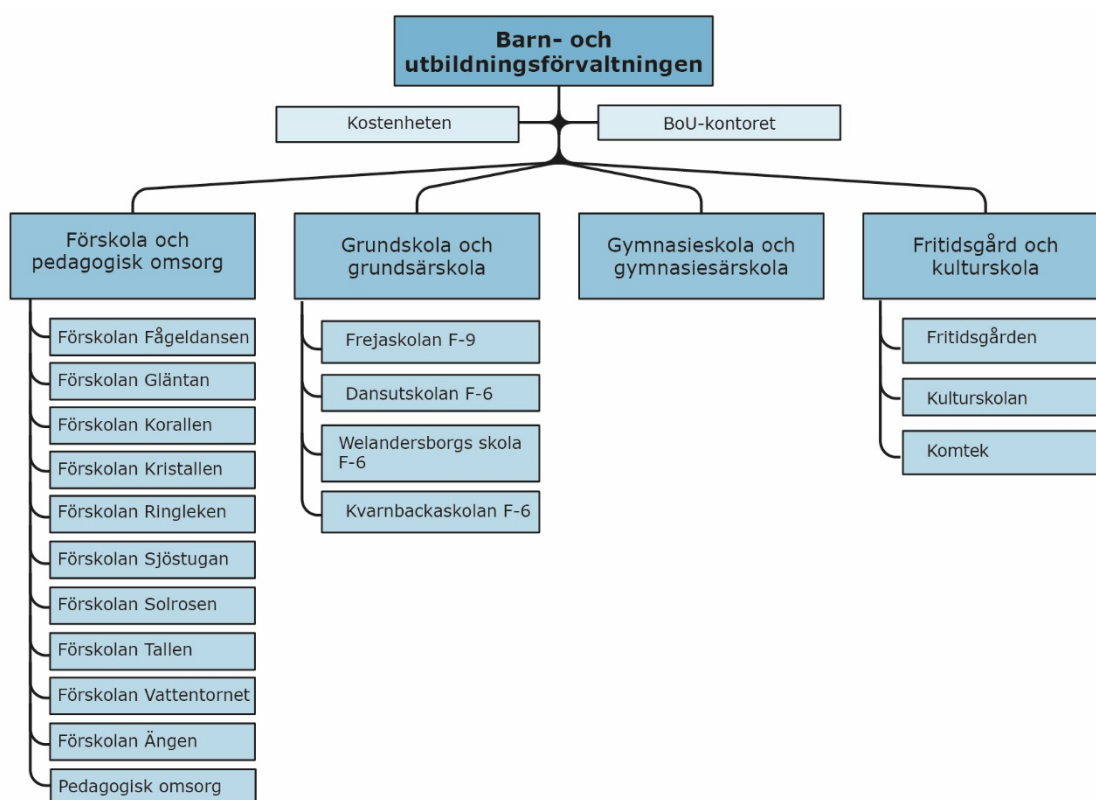 Barn- och
utbildningsförvaltningen
Kostenheten
BoU-kontoret
Förskola och
pedagogisk omsorg
Förskolan Fågeldansen
Förskolan Gläntan
Förskolan Korallen
Förskolan Kristallen
Förskolan Ringleken
Förskolan Sjöstugan
Förskolan Solrosen
Förskolan Tallen
Förskolan Vattentornet
Förskolan Ängen
Pedagogisk omsorg
Grundskola och
grundsärskola
Frejaskolan F-9
Dansutskolan F-6
Welandersborgs skola
F-6
Kvarnbackaskolan F-6
Gymnasieskola och
gymnasiesärskola
Fritidsgård och
kulturskola
Fritidsgården
Kulturskolan
Komtek